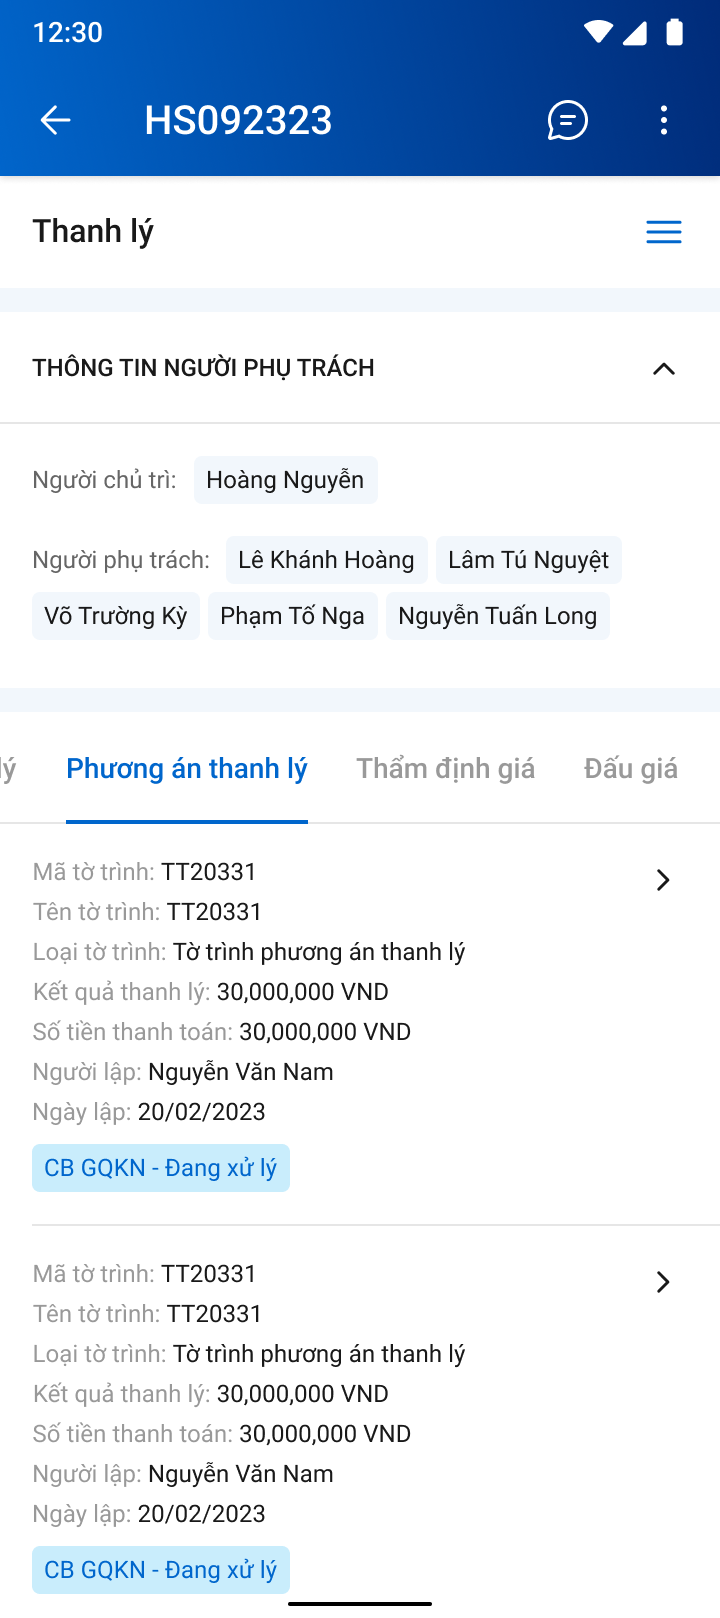 12:30
HS092323
Thanh lý
THÔNG TIN NGƯỜI PHỤ TRÁCH
Người chủ trì: Hoàng Nguyễn
Người phụ trách: Lê Khánh Hoàng Lâm Tú Nguyệt
Võ Trường Kỳ Phạm Tố Nga Nguyễn Tuấn Long
lý Phương án thanh lý Thẩm định giá Đấu giá
Mã tờ trình: TT20331
Tên tờ trình: TT20331
Loại tờ trình: Tờ trình phương án thanh lý
Kết quả thanh lý: 30,000,000 VND
Số tiền thanh toán: 30,000,000 VND
Người lập: Nguyễn Văn Nam
Ngày lập: 20/02/2023
CB GQKN - Đang xử lý
Mã tờ trình: TT20331
Tên tờ trình: TT20331
Loại tờ trình: Tờ trình phương án thanh lý
Kết quả thanh lý: 30,000,000 VND
Số tiền thanh toán: 30,000,000 VND
Người lập: Nguyễn Văn Nam
Ngày lập: 20/02/2023
CB GQKN - Đang xử lý